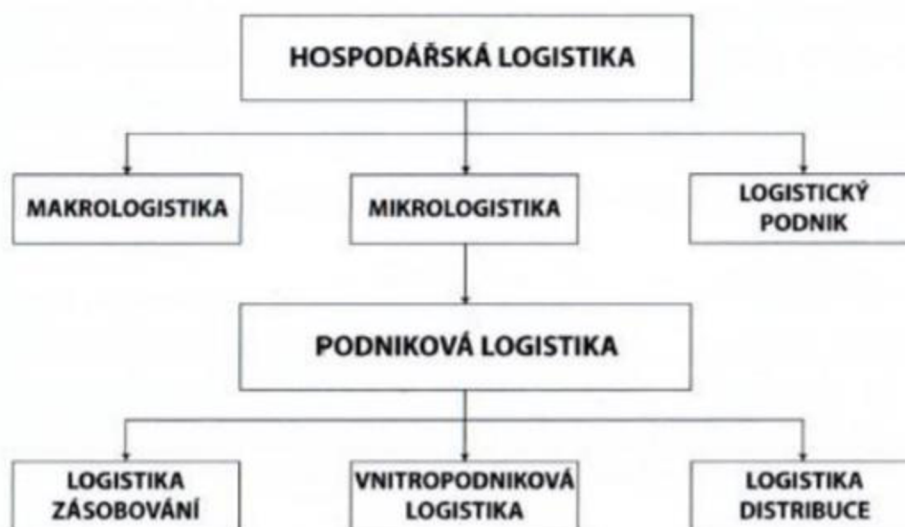 HOSPODÁŘSKÁ LOGISTIKA
MAKROLOGISTIKA
MIKROLOGISTIKA
LOGISTICKÝ
PODNIK
PODNIKOVÁ LOGISTIKA
LOGISTIKA
ZÁSOBOVÁNÍ
VNITROPODNIKOVÁ
LOGISTIKA
LOGISTIKA
DISTRIBUCE